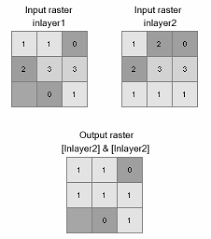 Input raster
inlayer1
Input raster
inlayer2
1 1 0
2 3 3
0 1
1 2 0
2 3 3
1 1 1
Output raster
[Inlayer2] & [Inlayer2]
1 1 0
1 1 1
0 1